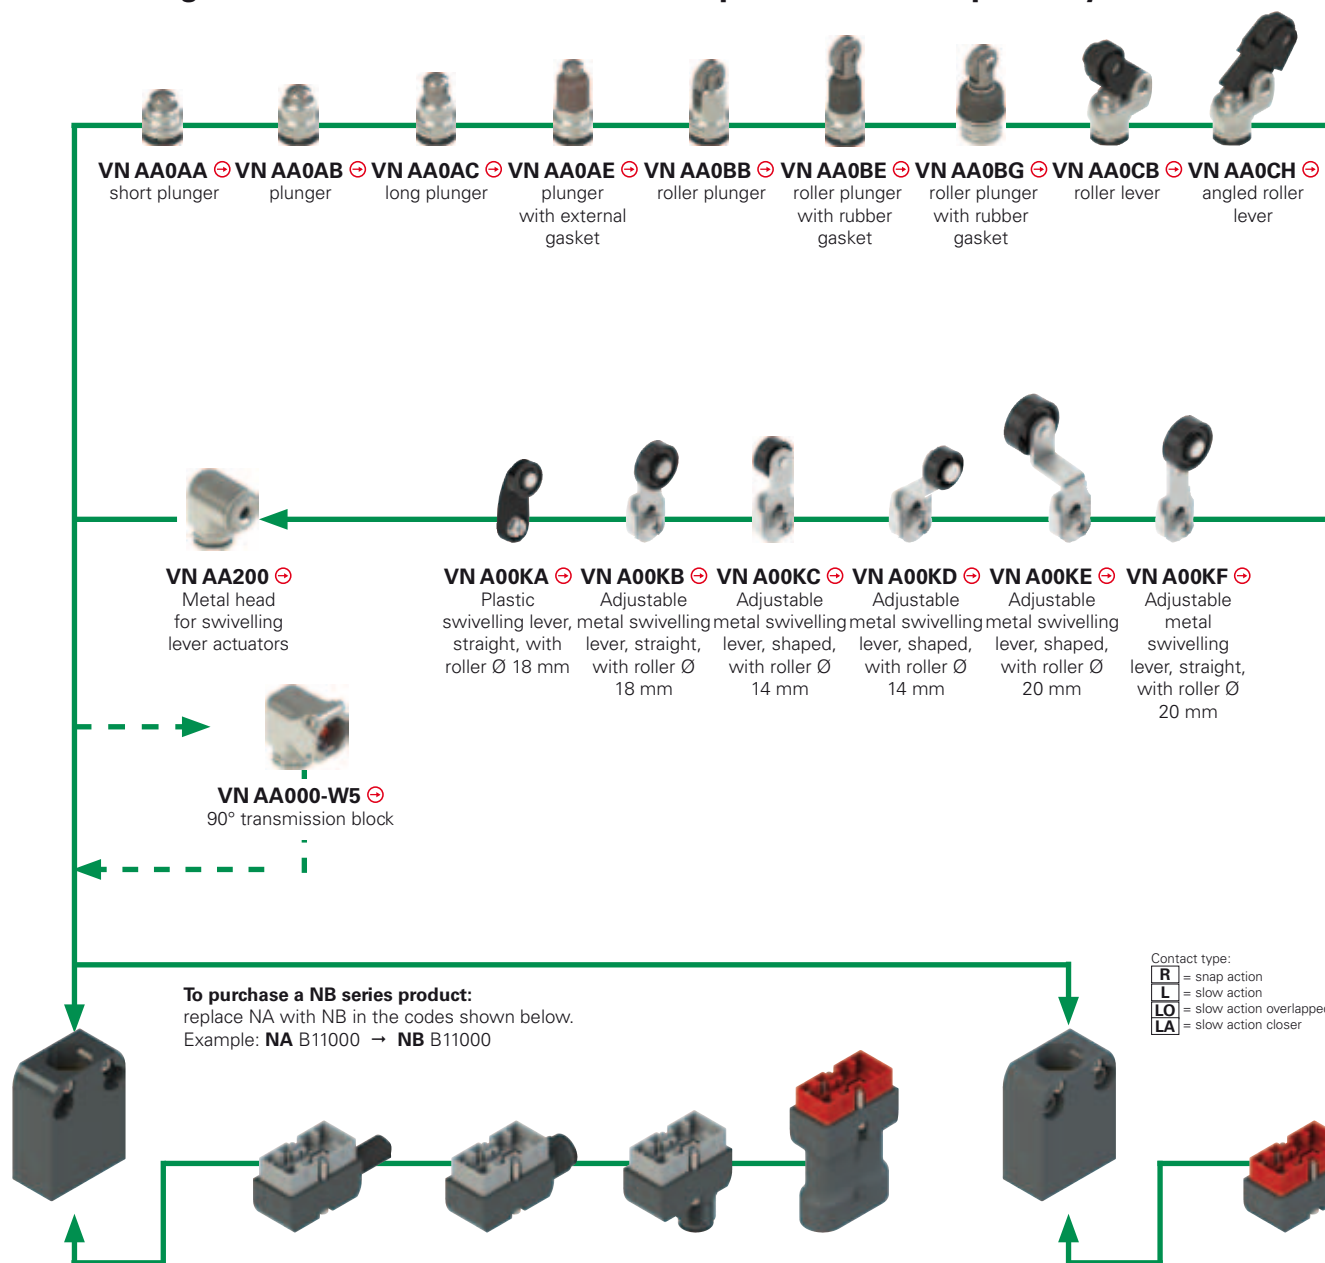 VN AA0AA
short plunger
VN AA0AB
plunger
VN AA0AC
long plunger
VN AA0AE
plunger
with external
gasket
VN AA0BB
roller plunger
VN AA0BE
roller plunger
with rubber
gasket
VN AA0BG
roller plunger
with rubber
gasket
VN AA0CB
roller lever
VN AA0CH
angled roller
lever
VN AA200
Metal head
for swivelling
lever actuators
VN A00KA
Plastic
swivelling lever,
straight, with
roller Ø 18 mm
VN A00KB
Adjustable
metal swivelling
lever, straight,
with roller Ø
18 mm
VN A00KC
Adjustable
metal swivelling
lever, shaped,
with roller Ø
14 mm
VN A00KD
Adjustable
metal swivelling
lever, shaped,
with roller Ø
14 mm
VN A00KE
Adjustable
metal swivelling
lever, shaped,
with roller Ø
20 mm
VN A00KF
Adjustable
metal
swivelling
lever, straight,
with roller Ø
20 mm
VN AA000-W5
90° transmission block
To purchase a NB series product:
replace NA with NB in the codes shown below.
Example: NA B11000 → NB B11000
Contact type:
R = snap action
L = slow action
LO = slow action overlapped
LA = slow action closer